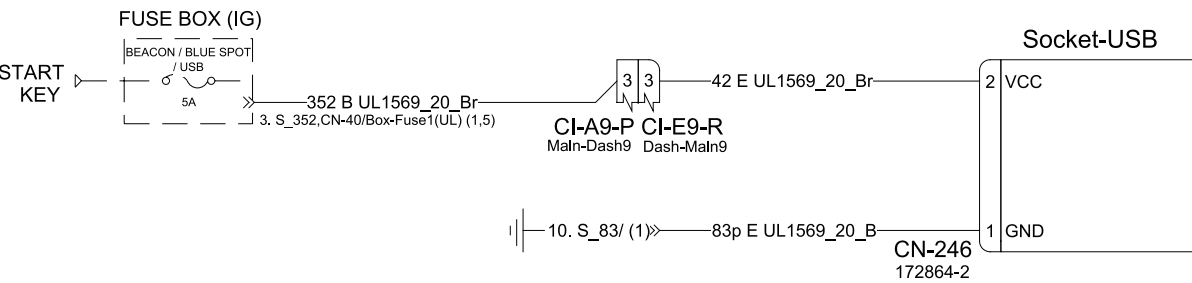 FUSE BOX (IG)
BEACON / BLUE SPOT
/ USB
5A
START
KEY
352 B UL1569_20_Br
3. S_352,CN-40/Box-Fuse1(UL) (1,5)
3 3
CI-A9-P CI-E9-R
Main-Dash9 Dash-Main9
42 E UL1569_20_Br
Socket-USB
2 VCC
10. S_83/ (1)
83p E UL1569_20_B
1 GND
CN-246
172864-2